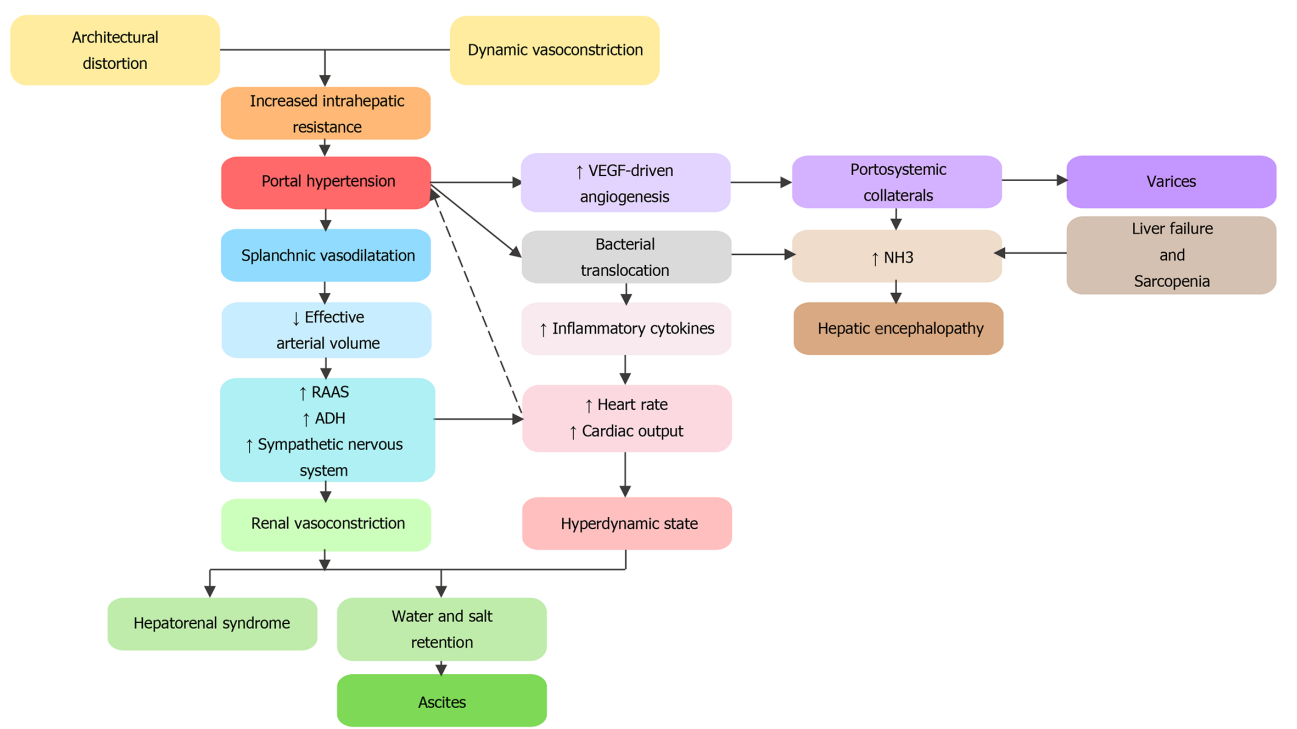 Architectural
distortion
Dynamic vasoconstriction
Increased intrahepatic
resistance
Portal hypertension
↑ VEGF-driven
angiogenesis
Portosystemic
collaterals
Varices
Splanchnic vasodilatation
Bacterial
translocation
↑ NH3
Liver failure
and
Sarcopenia
↓ Effective
arterial volume
↑ Inflammatory cytokines
Hepatic encephalopathy
↑ RAAS
↑ ADH
↑ Sympathetic nervous
system
↑ Heart rate
↑ Cardiac output
Renal vasoconstriction
Hyperdynamic state
Hepatorenal syndrome
Water and salt
retention
Ascites